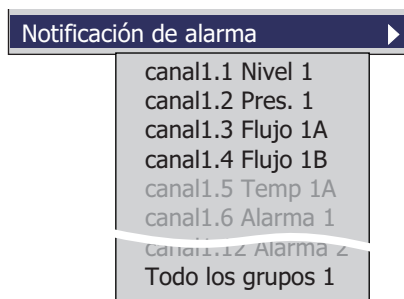 Notificación de alarma
canal1.1 Nivel 1
canal1.2 Pres. 1
canal1.3 Flujo 1A
canal1.4 Flujo 1B
canal1.5 Temp 1A
canal1.6 Alarma 1
canal1.12 Alarma 2
Todo los grupos 1